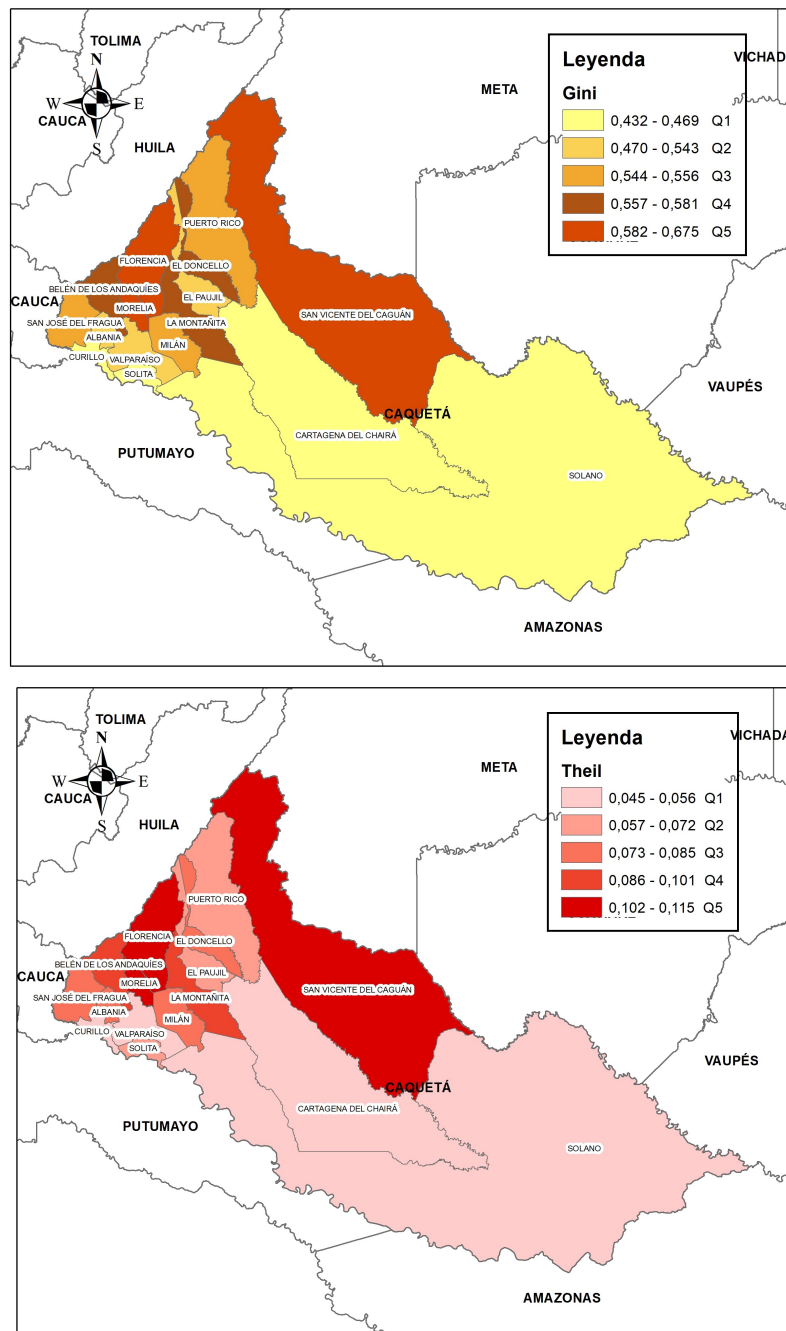 TOLIMA
N
W E
S
CAUCA
HUILA
META
VICHAD
Leyenda
Gini
0,432 - 0,469 Q1
0,470 - 0,543 Q2
0,544 - 0,556 Q3
0,557 - 0,581 Q4
0,582 - 0,675 Q5
PUERTO RICO
FLORENCIA
EL DONCELLO
BELÉN DE LOS ANDAQUÍES
EL PAUJIL
CAUCA
MORELIA
SAN VICENTE DEL CAGUÁN
SAN JOSÉ DEL FRAGUA
LA MONTAÑITA
ALBANIA
MILÁN
CURILLO
VALPARAÍSO
SOLITA
VAUPÉS
CAQUETÁ
CARTAGENA DEL CHAIRÁ
PUTUMAYO
SOLANO
AMAZONAS
TOLIMA
N
W E
S
CAUCA
HUILA
META
VICHADA
Leyenda
Theil
0,045 - 0,056 Q1
0,057 - 0,072 Q2
0,073 - 0,085 Q3
0,086 - 0,101 Q4
0,102 - 0,115 Q5
PUERTO RICO
FLORENCIA
EL DONCELLO
BELÉN DE LOS ANDAQUÍES
EL PAUJIL
CAUCA
MORELIA
SAN VICENTE DEL CAGUÁN
SAN JOSÉ DEL FRAGUA
LA MONTAÑITA
ALBANIA
MILÁN
CURILLO
VALPARAÍSO
SOLITA
VAUPÉS
CAQUETÁ
CARTAGENA DEL CHAIRÁ
PUTUMAYO
SOLANO
AMAZONAS